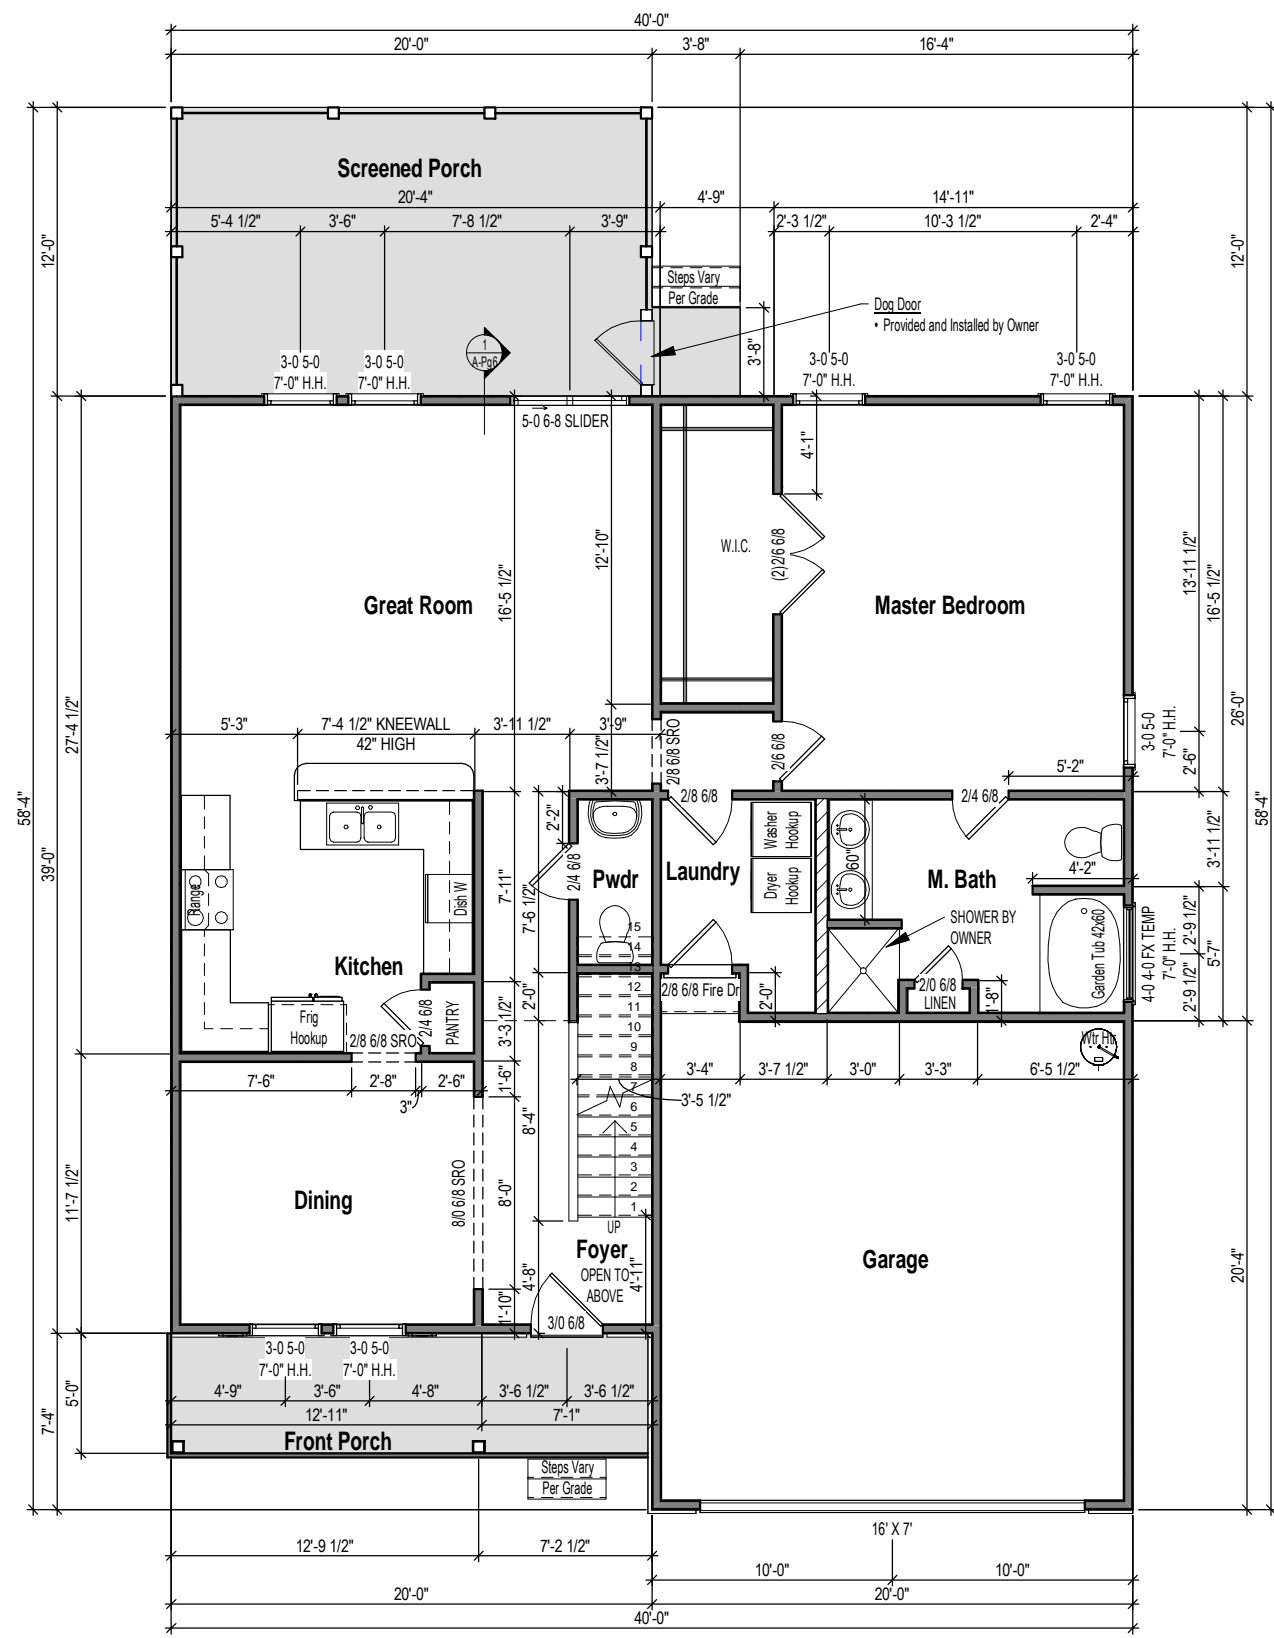 40'-0"
20'-0"
3'-8"
16'-4"
Screened Porch
20'-4"
4'-9"
14'-11"
5'-4 1/2"
3'-6"
7'-8 1/2"
3'-9"
2'-3 1/2"
10'-3 1/2"
2'-4"
12'-0"
12'-0"
Steps Vary
Per Grade
Dog Door
• Provided and Installed by Owner
3'-8"
1
A-Pg6
3-0 5-0
7'-0" H.H.
3-0 5-0
7'-0" H.H.
3-0 5-0
7'-0" H.H.
3-0 5-0
7'-0" H.H.
5-0 6-8 SLIDER
4'-1"
12'-10"
16'-5 1/2"
W.I.C.
(2)2/6 6/8
13'-11 1/2"
16'-5 1/2"
Great Room
Master Bedroom
27'-4 1/2"
58'-4"
39'-0"
26'-0"
58'-4"
5'-3"
7'-4 1/2" KNEEWALL
42" HIGH
3'-11 1/2"
3'-9"
3'-7 1/2"
2/8 6/8 SRO
2/6 6/8
3-0 5-0
7'-0" H.H.
2'-6"
5'-2"
2/8 6/8
2/4 6/8
2'-2"
Washer
Hookup
Dryer
Hookup
60"
3'-11 1/2"
4'-2"
Range
Dish W
7'-11"
7'-6 1/2"
2/4 6/8
Pwdr
Laundry
M. Bath
SHOWER BY
OWNER
Garden Tub 42x60
4-0 4-0 FX TEMP
7'-0" H.H.
2'-9 1/2"
2'-9 1/2"
5'-7"
Kitchen
Frig
Hookup
2/8 6/8 SRO
2/4 6/8
PANTRY
3'-3 1/2"
2'-0"
15
14
13
12
11
10
9
8
7
6
5
4
3
2
1
2/8 6/8 Fire Dr
2'-0"
2/0 6/8
LINEN
1'-8"
Wtr Htr
7'-6"
2'-8"
2'-6"
3"
1'-6"
8'-4"
3'-4"
3'-7 1/2"
3'-0"
3'-3"
6'-5 1/2"
3'-5 1/2"
11'-7 1/2"
Dining
8/0 6/8 SRO
8'-0"
UP
Foyer
OPEN TO
ABOVE
4'-11"
4'-8"
1'-10"
3/0 6/8
Garage
20'-4"
3-0 5-0
7'-0" H.H.
3-0 5-0
7'-0" H.H.
4'-9"
3'-6"
4'-8"
3'-6 1/2"
3'-6 1/2"
12'-11"
7'-1"
5'-0"
7'-4"
Front Porch
Steps Vary
Per Grade
16' X 7'
12'-9 1/2"
7'-2 1/2"
10'-0"
10'-0"
20'-0"
20'-0"
40'-0"